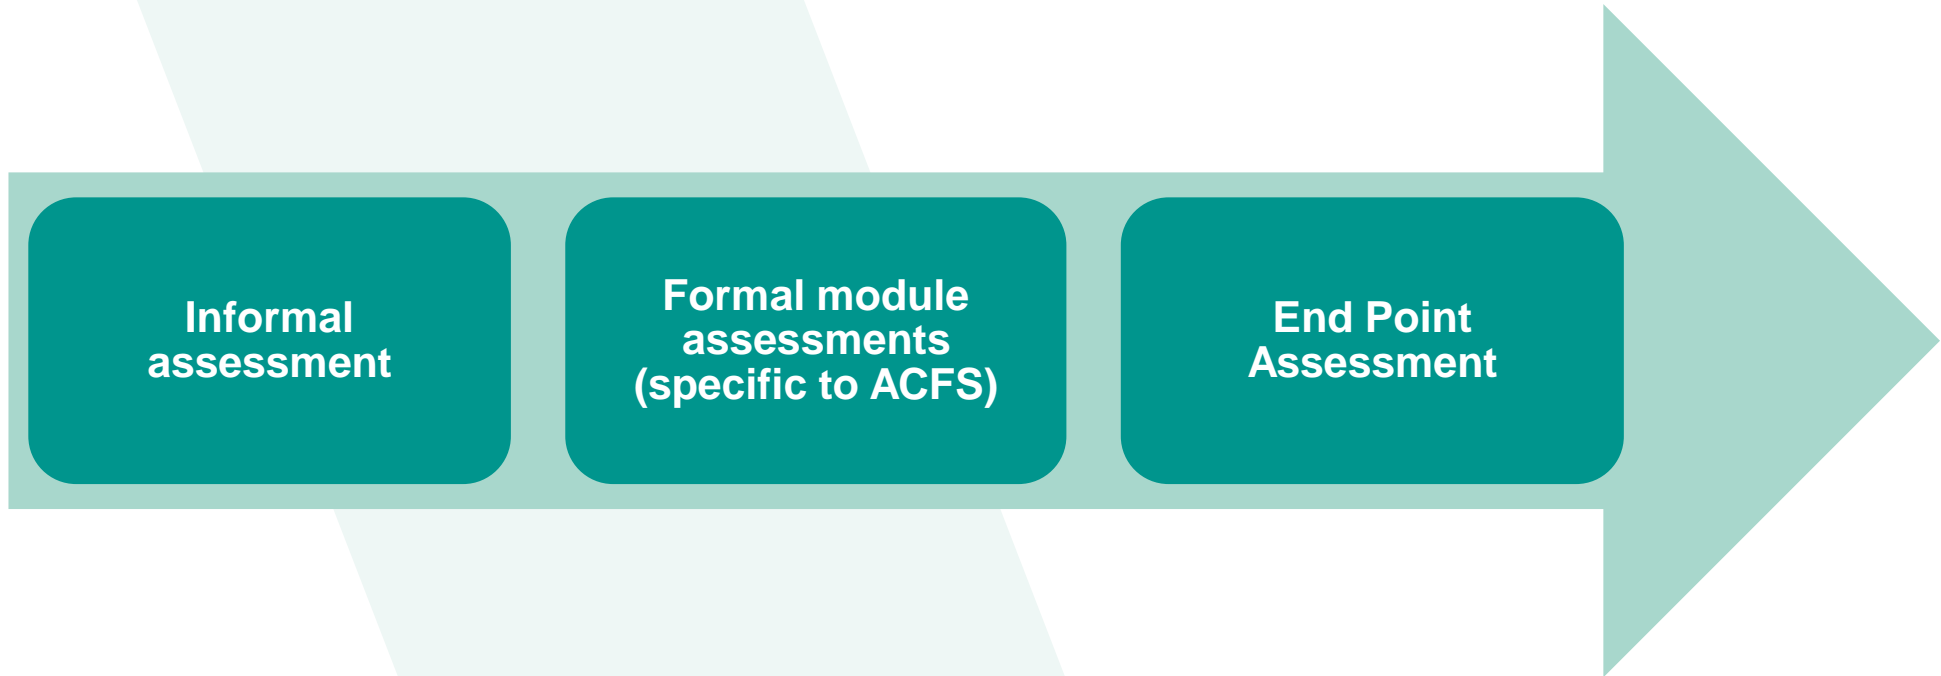 Informal
assessment
Formal module
assessments
(specific to ACFS)
End Point
Assessment